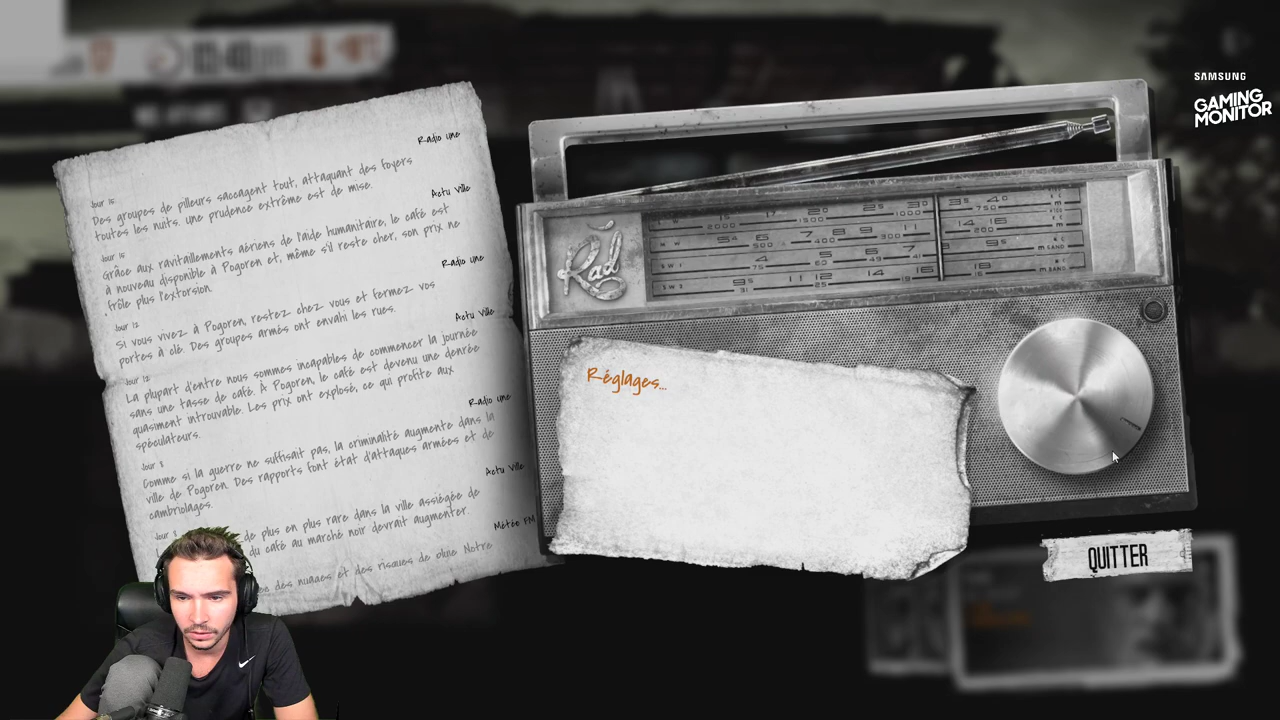 SAMSUNG
GAMING
MONITOR
Radio Une
Jour 15
Des groupes de pilleurs saccagent tout, attaquant des foyers
toutes les nuits. Une prudence extrême est de mise.
Actu Ville
Jour 15
Grâce aux ravitaillements aériens de l'aide humanitaire, le café est
à nouveau disponible à Pogoren et, même s'il reste cher, son prix ne
frôle plus l'extorsion.
Radio Une
Jour 12
Si vous vivez à Pogoren, restez chez vous et fermez vos
portes à clé. Des groupes armés ont envahi les rues.
Actu Ville
Jour 12
La plupart d'entre nous sommes incapables de commencer la journée
sans une tasse de café. À Pogoren, le café est devenu une denrée
quasiment introuvable. Les prix ont explosé, ce qui profite aux
spéculateurs.
Radio Une
Jour 8
Comme si la guerre ne suffisait pas, la criminalité augmente dans la
ville de Pogoren. Des rapports font état d'attaques armées et de
cambriolages.
Actu Ville
Jour
de plus en plus rare dans la ville assiégée de
du café au marché noir devrait augmenter.
Météo FM
des nuages et des risques de pluie. Notre
Rad
Réglages...
QUITTER